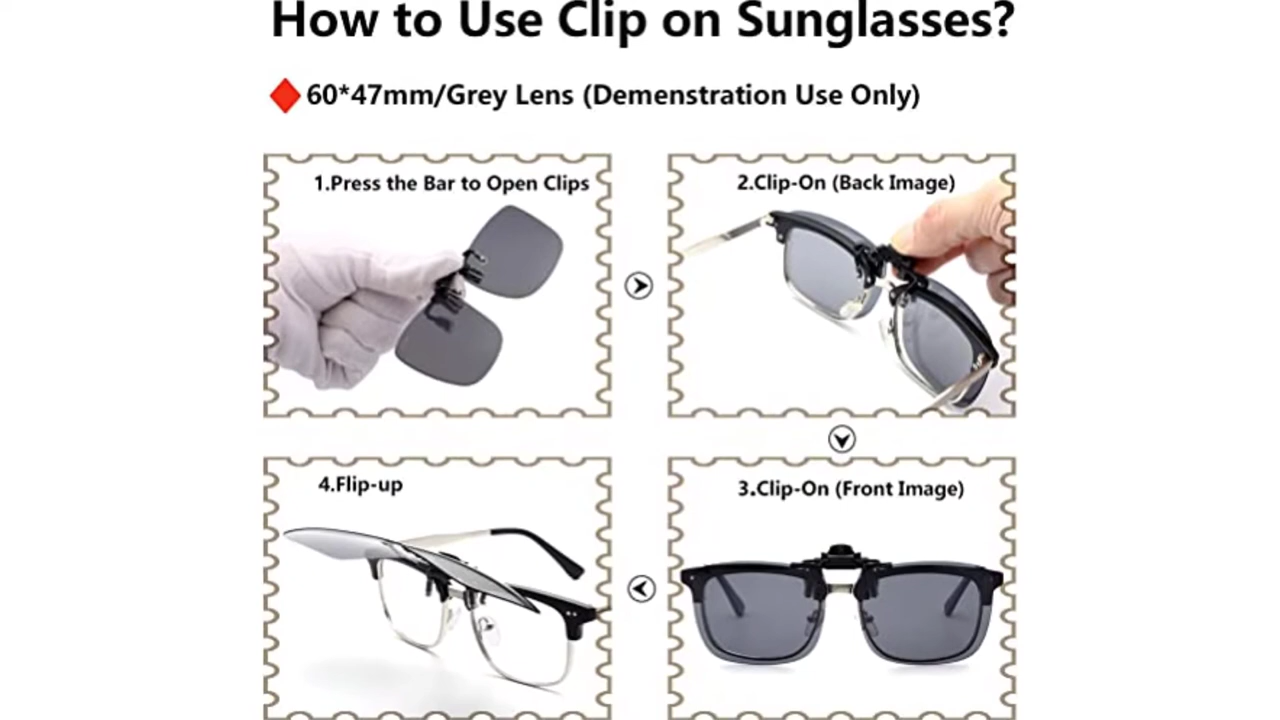 How to Use Clip on Sunglasses?
60*47mm/Grey Lens (Demenstration Use Only)
1.Press the Bar to Open Clips
2.Clip-On (Back Image)
3.Clip-On (Front Image)
4.Flip-up